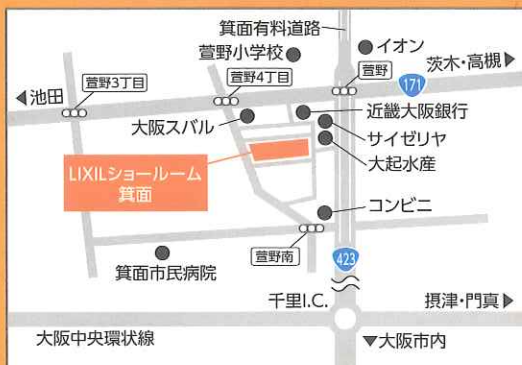 箕面有料道路
萱野小学校
イオン
茨木・高槻▶
171
萱野
萱野4丁目
萱野3丁目
◀池田
大阪スバル
近畿大阪銀行
サイゼリヤ
大起水産
LIXILショールーム
箕面
コンビニ
萱野南
箕面市民病院
423
千里I.C.
摂津・門真▶
大阪中央環状線
▼大阪市内